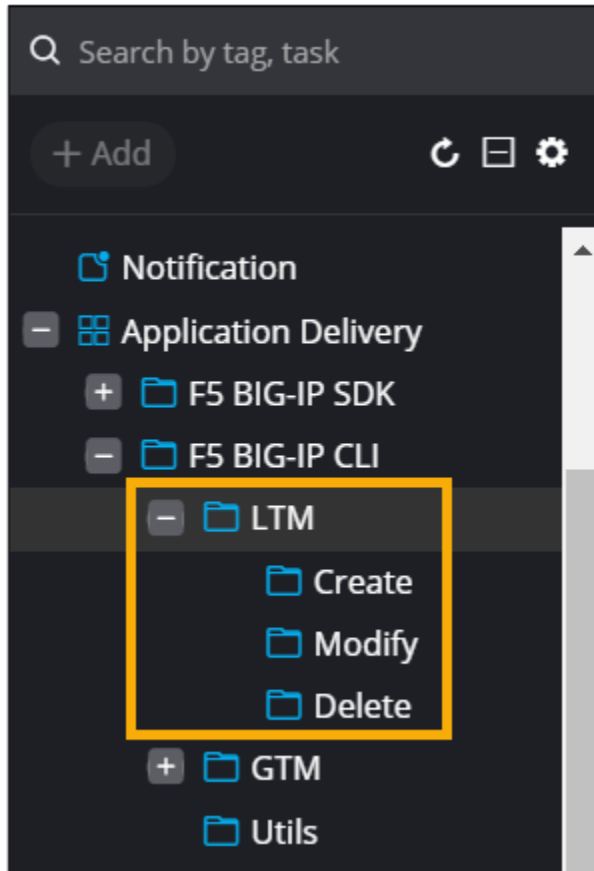 Search by tag, task
+ Add
Notification
Application Delivery
F5 BIG-IP SDK
F5 BIG-IP CLI
LTM
Create
Modify
Delete
GTM
Utils